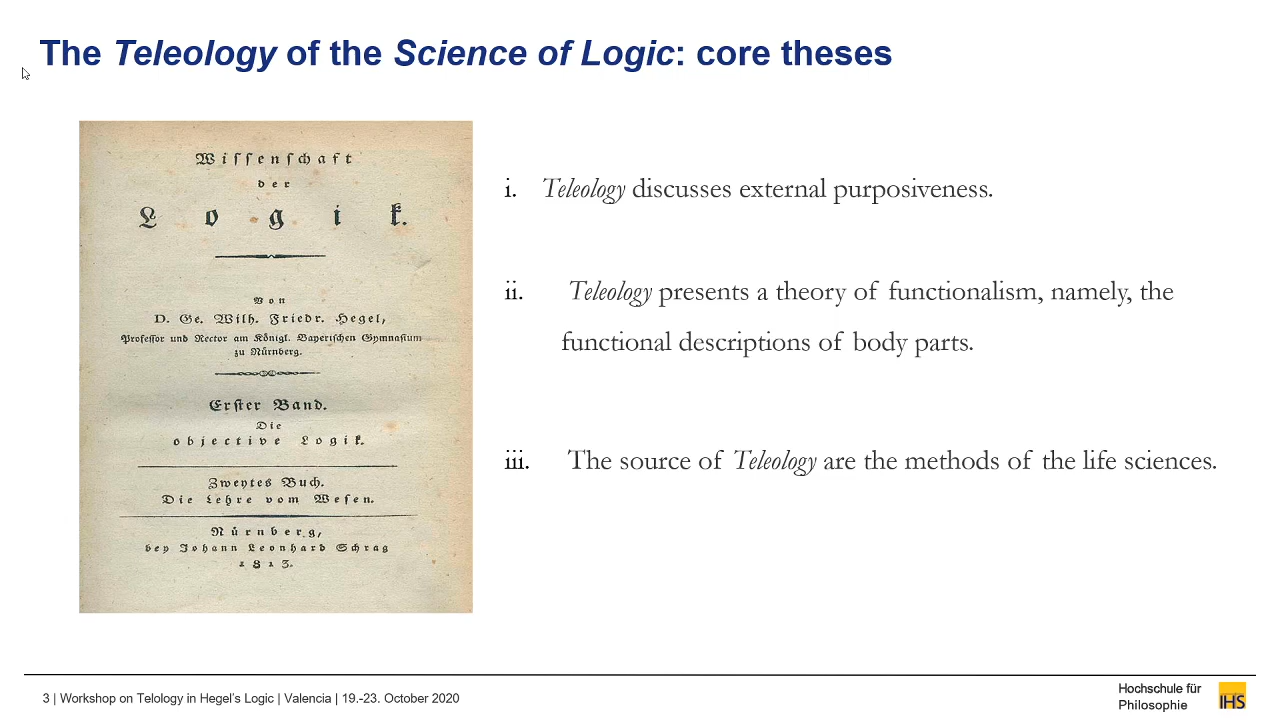 The Teleology of the Science of Logic: core theses
Wissenschaft
der
Logik.
Von
D. Ge. Wilh. Friedr. Hegel,
Professor und Rector am Königl. Bayerischen Gymnasium
zu Nürnberg.
Erster Band.
Die
objective Logik.
Zweytes Buch.
Die Lehre vom Wesen.
Nürnberg,
bey Johann Leonhard Schrag
1813.
i. Teleology discusses external purposiveness.
ii. Teleology presents a theory of functionalism, namely, the
functional descriptions of body parts.
iii. The source of Teleology are the methods of the life sciences.
3 | Workshop on Telology in Hegel's Logic | Valencia | 19.-23. October 2020
Hochschule für
Philosophie
IHS